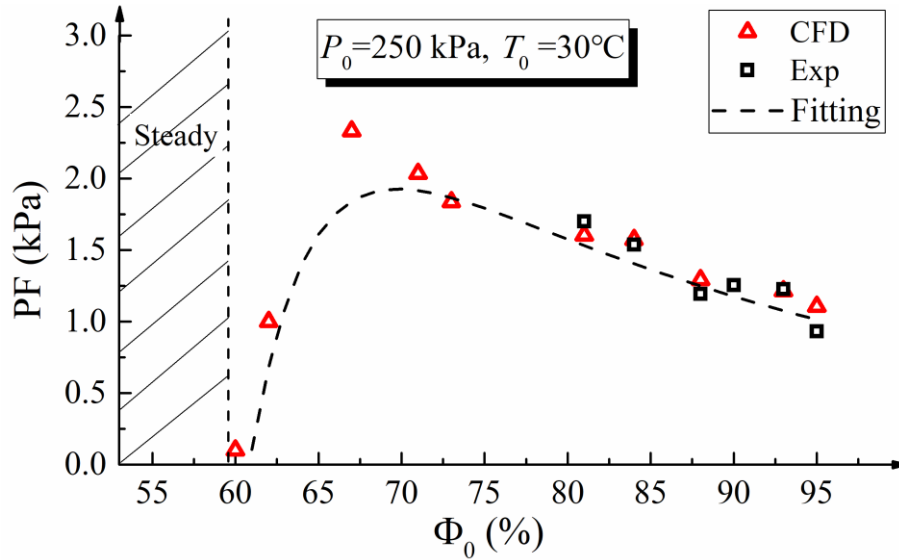 P₀=250 kPa, T₀=30°C
CFD
Exp
Fitting
Steady
PF (kPa)
3.0
2.5
2.0
1.5
1.0
0.5
0.0
55 60 65 70 75 80 85 90 95
Φ₀ (%)